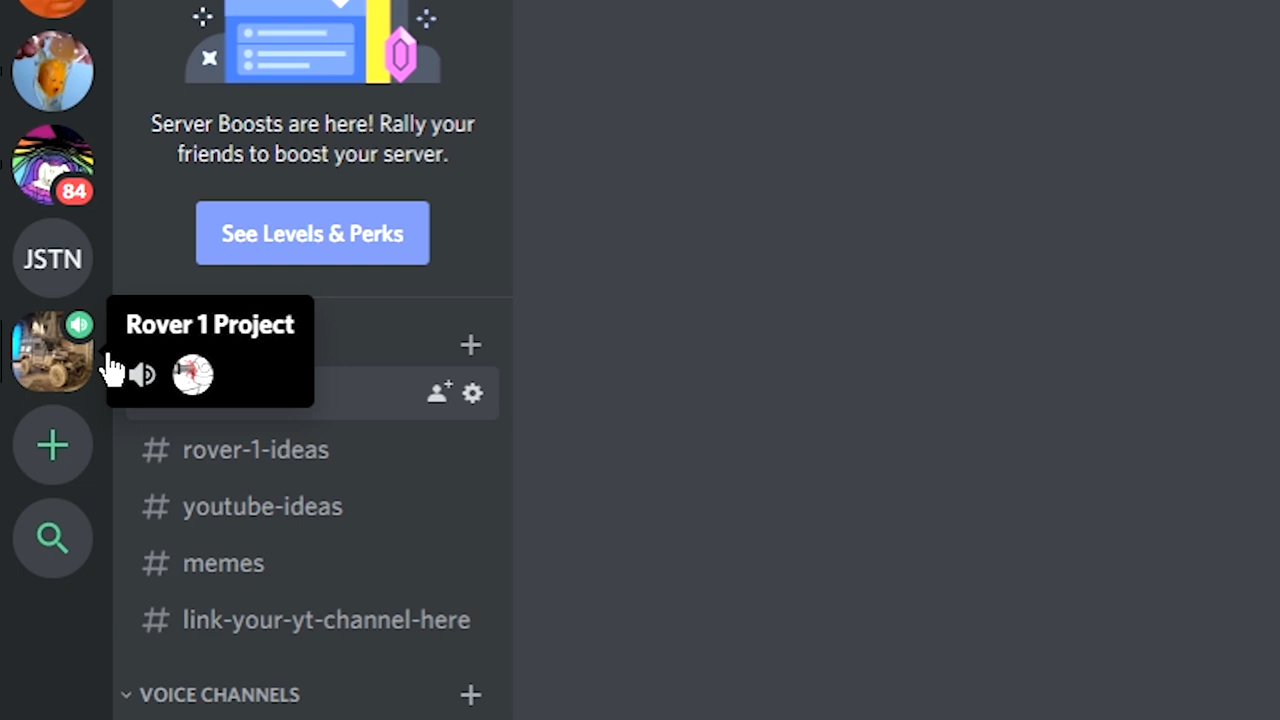 Server Boosts are here! Rally your
friends to boost your server.
84
See Levels & Perks
JSTN
Rover 1 Project
rover-1-ideas
youtube-ideas
memes
link-your-yt-channel-here
VOICE CHANNELS